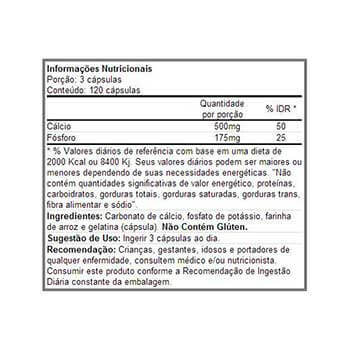 Informações Nutricionais
Porção: 3 cápsulas
Conteúdo: 120 cápsulas
Quantidade por porção % IDR *
Cálcio 500mg 50
Fósforo 175mg 25
* % Valores diários de referência com base em uma dieta de
2000 Kcal ou 8400 Kj. Seus valores diários podem ser maiores ou
menores dependendo de suas necessidades energéticas. "Não
contém quantidades significativas de valor energético, proteínas,
carboidratos, gorduras totais, gorduras saturadas, gorduras trans,
fibra alimentar e sódio".
Ingredientes: Carbonato de cálcio, fosfato de potássio, farinha
de arroz e gelatina (cápsula). Não Contém Glúten.
Sugestão de Uso: Ingerir 3 cápsulas ao dia.
Recomendação: Crianças, gestantes, idosos e portadores de
qualquer enfermidade, consultem médico e/ou nutricionista.
Consumir este produto conforme a Recomendação de Ingestão
Diária constante da embalagem.